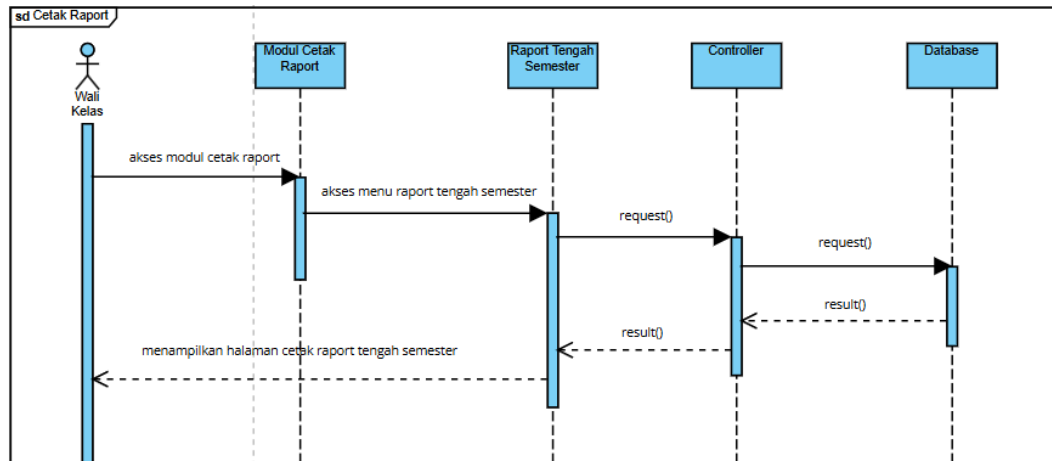 sd Cetak Raport
Wali
Kelas
Modul Cetak
Raport
Raport Tengah
Semester
Controller
Database
akses modul cetak raport
akses menu raport tengah semester
request()
request()
result()
result()
menampilkan halaman cetak raport tengah semester